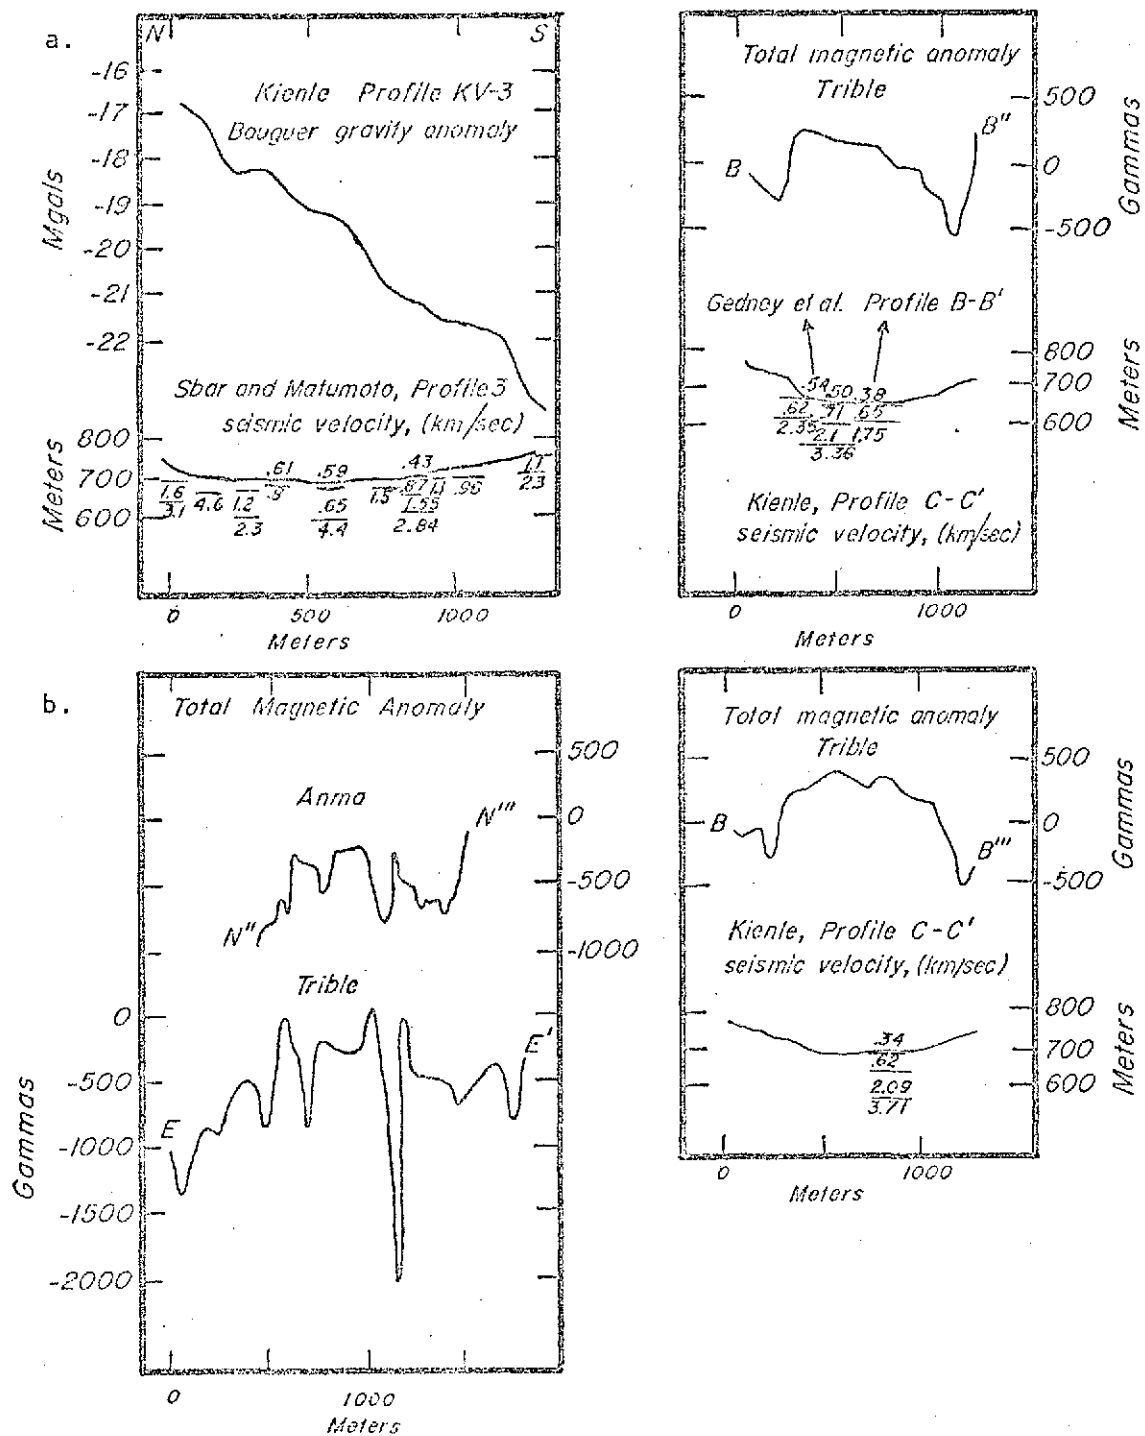 a.
N S
-16
-17
-18
-19
-20
-21
-22
Mgals
Kienle Profile KV-3
Bouguer gravity anomaly
Sbar and Matumoto, Profile 3
seismic velocity, (km/sec)
800
700
600
Meters
.61 .59 .43 1.1
1.6 4.6 1.2 .9 .65 1.5 .87 1.1 .96 2.3
3.1 2.3 4.4 1.55
2.84
0 500 1000
Meters
Total magnetic anomaly
Trible
500
0
-500
Gammas
B B"
Gedney et al. Profile B-B'
800
700
600
Meters
.54 .50 .38
.62 .71 .65
2.35 2.1 1.75
3.36
Kienle, Profile C-C'
seismic velocity, (km/sec)
0 1000
Meters
b.
Total Magnetic Anomaly
500
0
-500
-1000
Anma
N" N'''
Trible
0
-500
-1000
-1500
-2000
Gammas
E E'
0 1000
Meters
Total magnetic anomaly
Trible
500
0
-500
Gammas
B B'''
Kienle, Profile C-C'
seismic velocity, (km/sec)
800
700
600
Meters
.34
.62
2.09
3.71
0 1000
Meters